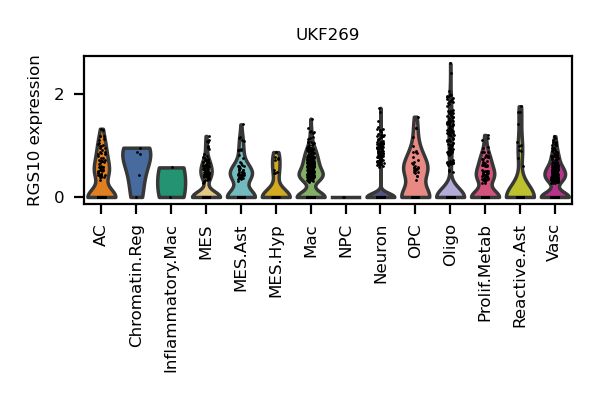 UKF269
RGS10 expression
2
0
AC
Chromatin.Reg
Inflammatory.Mac
MES
MES.Ast
MES.Hyp
Mac
NPC
Neuron
OPC
Oligo
Prolif.Metab
Reactive.Ast
Vasc